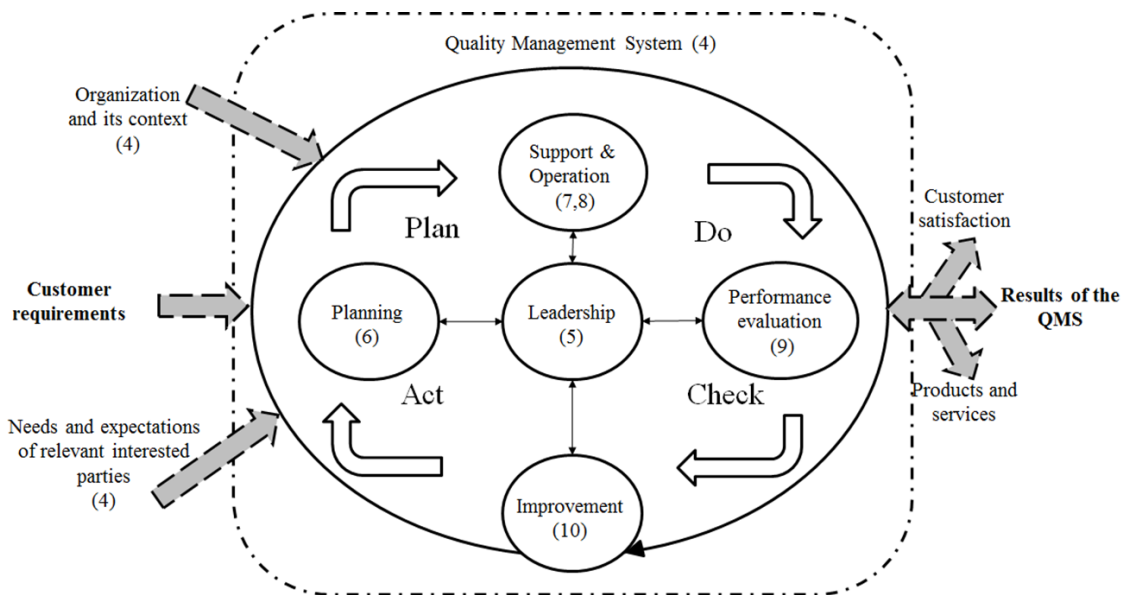 Quality Management System (4)
Organization
and its context
(4)
Support &
Operation
(7,8)
Plan
Do
Customer
satisfaction
Customer
requirements
Planning
(6)
Leadership
(5)
Performance
evaluation
(9)
Results of the
QMS
Act
Check
Products and
services
Needs and expectations
of relevant interested
parties
(4)
Improvement
(10)